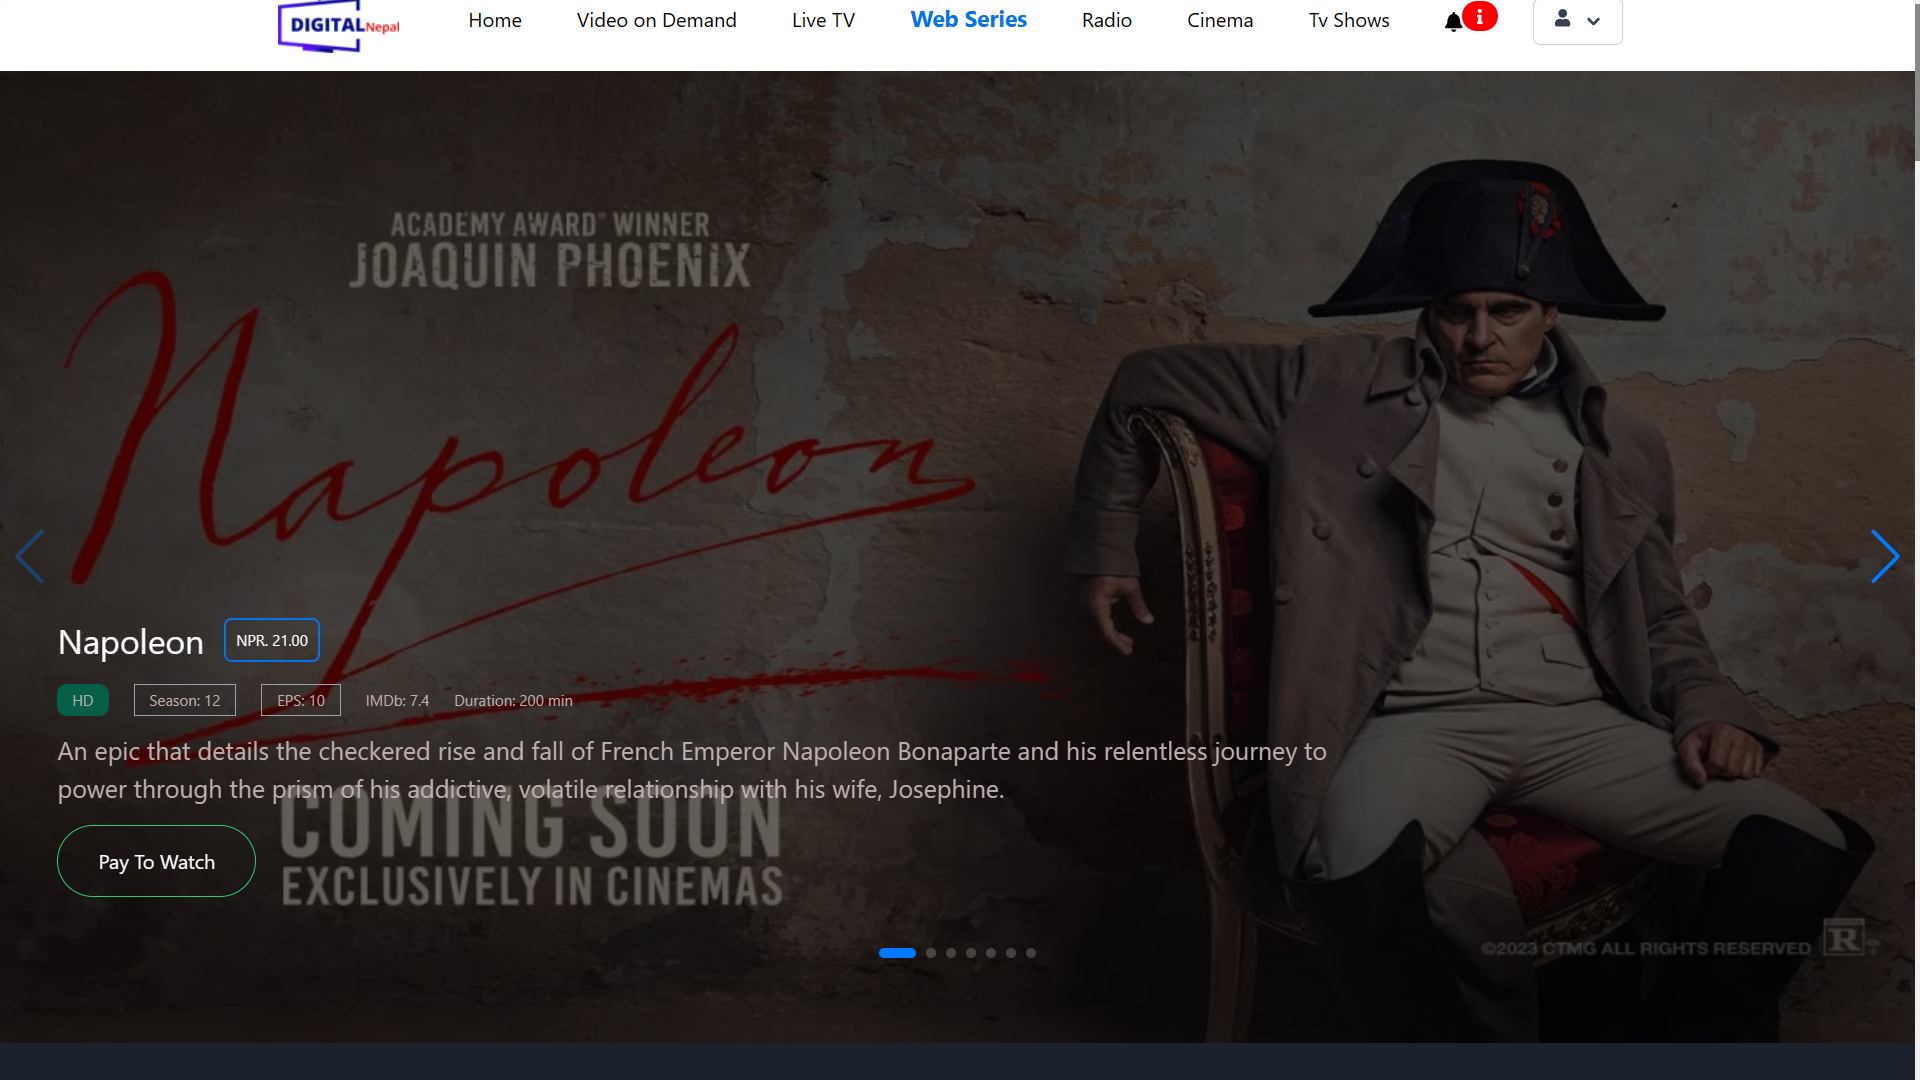 DIGITAL Nepal
Home
Video on Demand
Live TV
Web Series
Radio
Cinema
Tv Shows
ACADEMY AWARD WINNER
JOAQUIN PHOENIX
Napoleon
Napoleon
NPR. 21.00
HD
Season: 12
EPS: 10
IMDb: 7.4
Duration: 200 min
An epic that details the checkered rise and fall of French Emperor Napoleon Bonaparte and his relentless journey to
power through the prism of his addictive, volatile relationship with his wife, Josephine.
Pay To Watch
COMING SOON
EXCLUSIVELY IN CINEMAS
©2023 CTMG ALL RIGHTS RESERVED
R